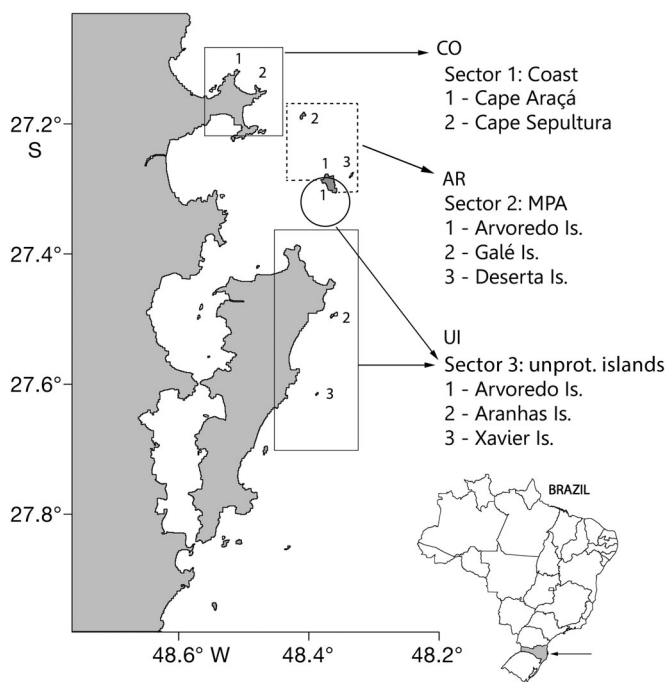 CO
Sector 1: Coast
1 - Cape Araçá
2 - Cape Sepultura
AR
Sector 2: MPA
1 - Arvoredo Is.
2 - Galé Is.
3 - Deserta Is.
UI
Sector 3: unprot. islands
1 - Arvoredo Is.
2 - Aranhas Is.
3 - Xavier Is.
1
2
2
1
3
1
2
3
27.2°
S
27.4°
27.6°
27.8°
48.6° W
48.4°
48.2°
BRAZIL